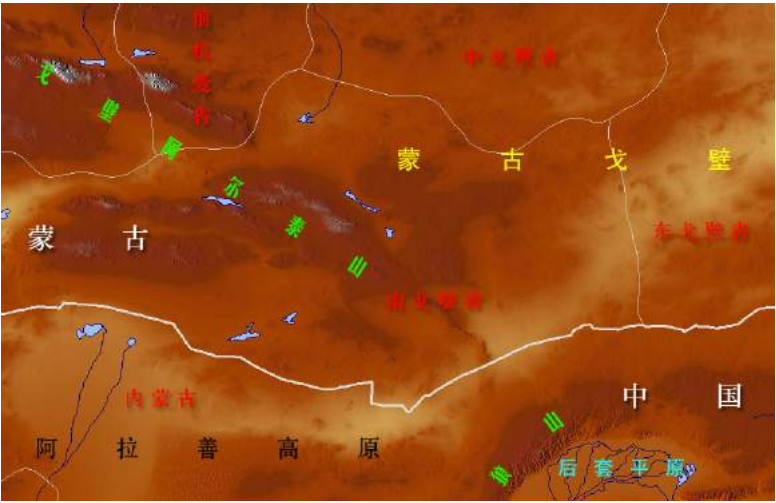 前杭爱省
中戈壁省
戈壁阿尔泰山
蒙古戈壁
东戈壁省
蒙古
南戈壁省
内蒙古
中国
阿拉善高原
狼山
后套平原